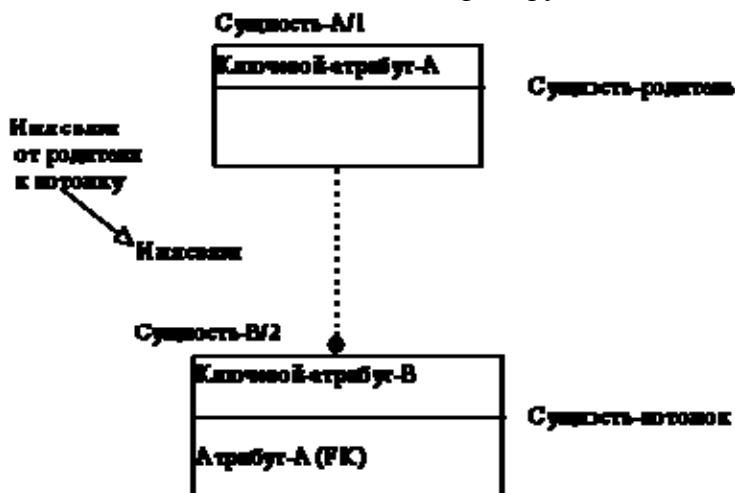 Сущность-A/1
Ключевой-атрибут-A
Сущность-родитель
Имя связи
от родителя
к потомку
Имя связи
Сущность-B/2
Ключевой-атрибут-B
Сущность-потомок
Атрибут-A (FK)